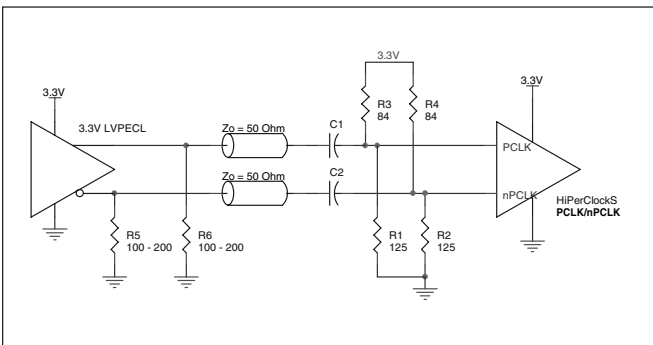 3.3V
3.3V
3.3V
R3
84
R4
84
3.3V LVPECL
Zo = 50 Ohm
C1
PCLK
Zo = 50 Ohm
C2
nPCLK
HiPerClockS
PCLK/nPCLK
R5
100 - 200
R6
100 - 200
R1
125
R2
125